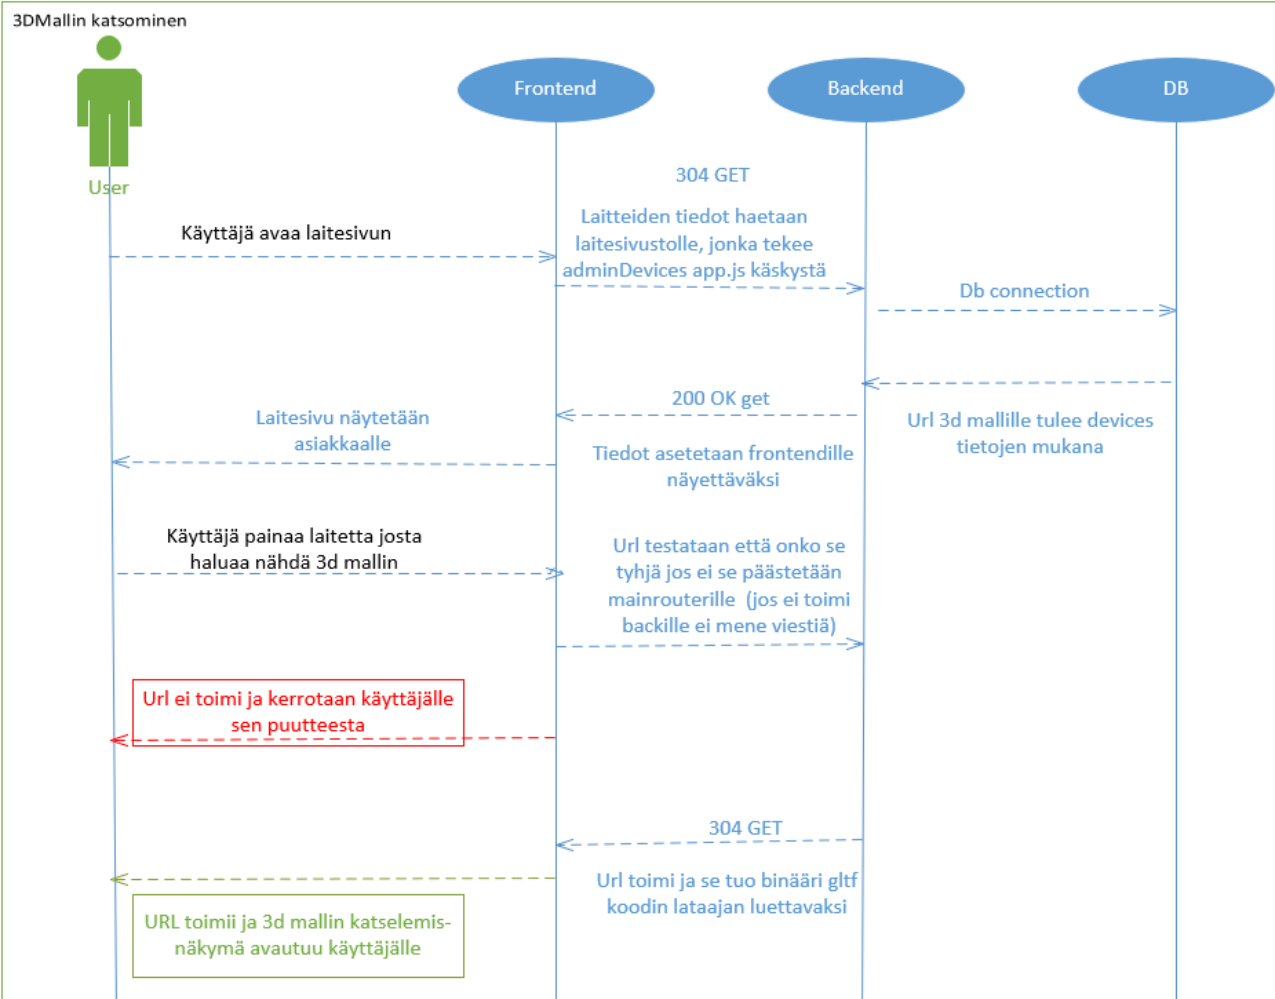 3DMallin katsominen
Frontend
Backend
DB
User
304 GET
Käyttäjä avaa laitesivun
Laitteiden tiedot haetaan
laitesivustolle, jonka tekee
adminDevices app.js käskystä
Db connection
200 OK get
Laitesivu näytetään
asiakkaalle
Url 3d mallille tulee devices
tietojen mukana
Tiedot asetetaan frontendille
näyettäväksi
Käyttäjä painaa laitetta josta
haluaa nähdä 3d mallin
Url testataan että onko se
tyhjä jos ei se päästetään
mainrouterille (jos ei toimi
backille ei mene viestiä)
Url ei toimi ja kerrotaan käyttäjälle
sen puutteesta
304 GET
Url toimi ja se tuo binääri gltf
koodin lataajan luettavaksi
URL toimii ja 3d mallin katselemis-
näkymä avautuu käyttäjälle